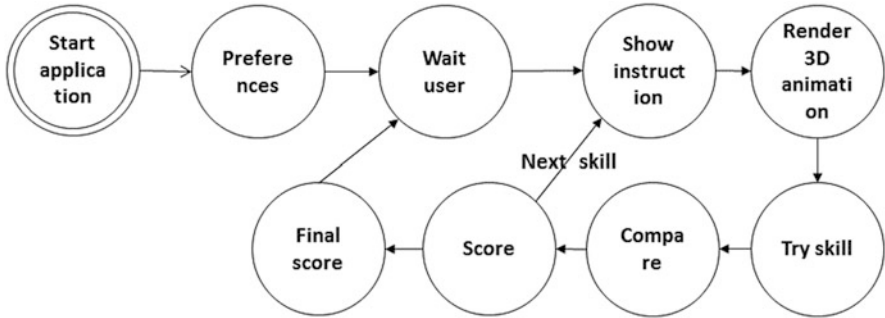 Start
applica
tion
Prefere
nces
Wait
user
Show
instruct
ion
Render
3D
animati
on
Next skill
Final
score
Score
Compa
re
Try skill